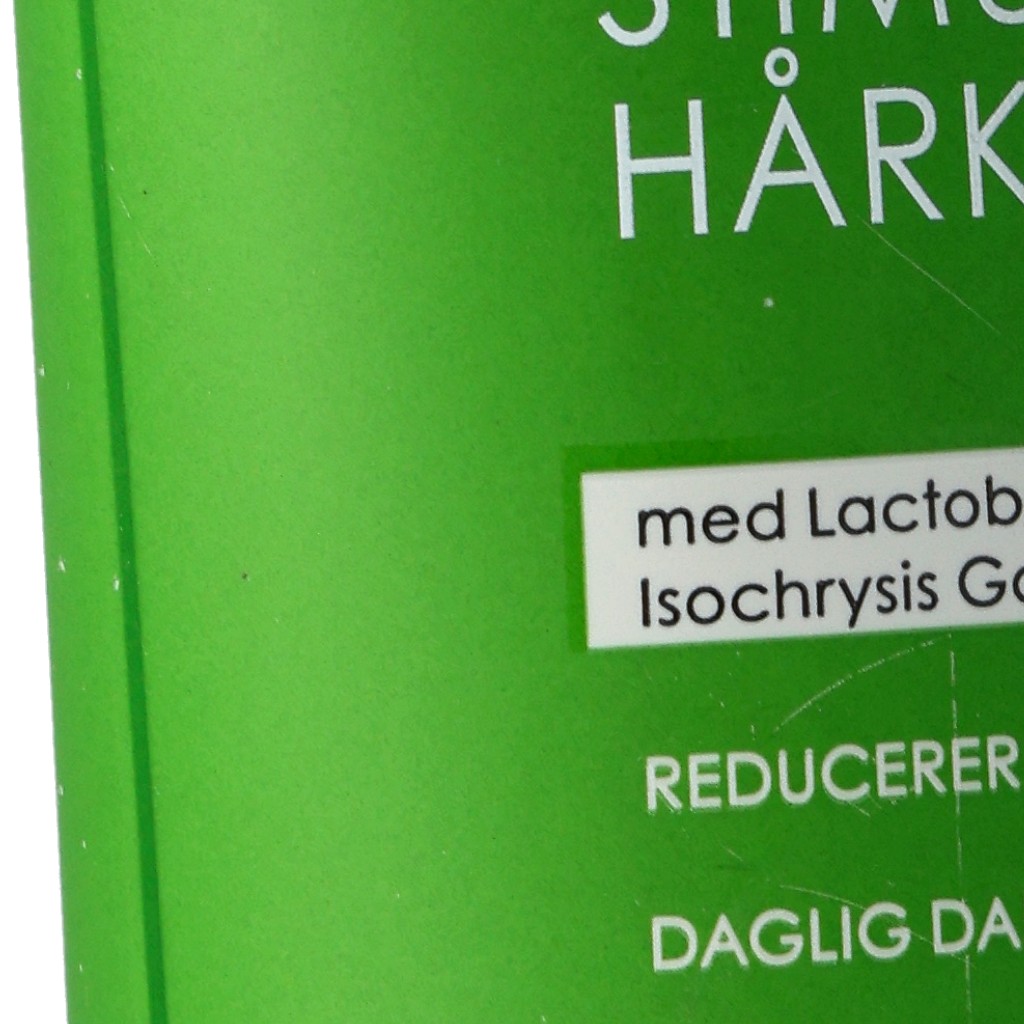 HÅRK
med Lactob
Isochrysis Ga
REDUCERER
DAGLIG DA